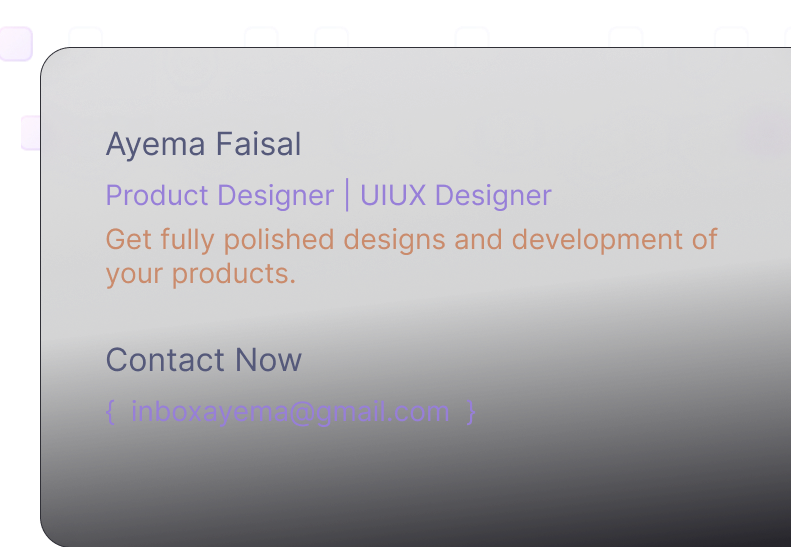 Ayema Faisal
Product Designer | UIUX Designer
Get fully polished designs and development of
your products.
Contact Now
{ inboxayema@gmail.com }